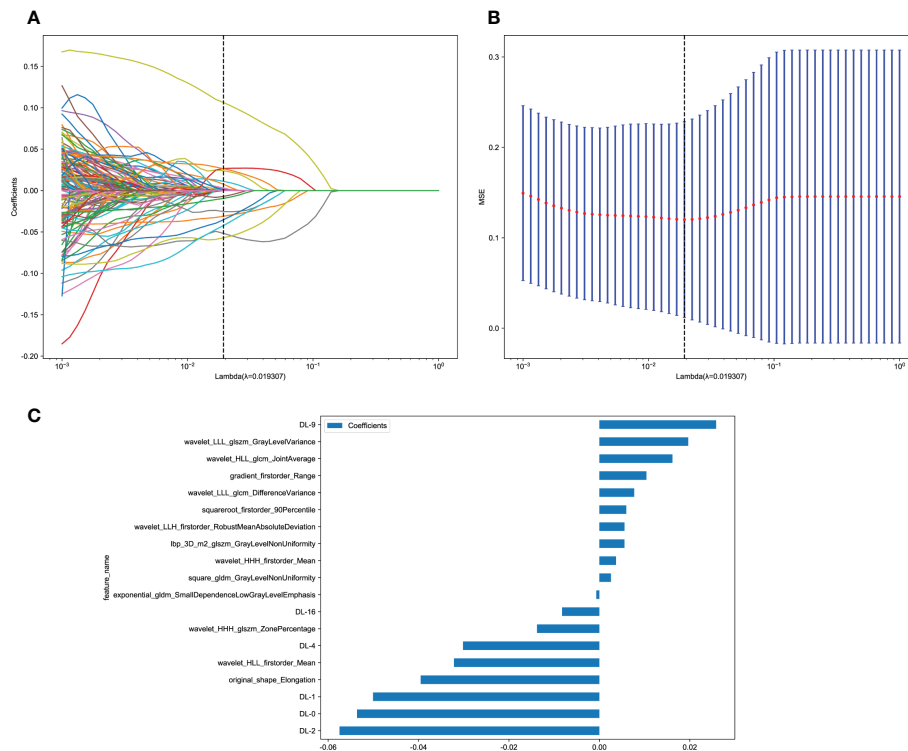 A
B
0.15
0.10
0.05
0.00
-0.05
-0.10
-0.15
-0.20
Coefficients
10⁻³
10⁻²
10⁻¹
10⁰
Lambda(λ=0.019307)
0.3
0.2
0.1
0.0
MSE
10⁻³
10⁻²
10⁻¹
10⁰
Lambda(λ=0.019307)
C
Coefficients
feature_name
DL-9
wavelet_LLL_glszm_GrayLevelVariance
wavelet_HLL_glcm_JointAverage
gradient_firstorder_Range
wavelet_LLL_glcm_DifferenceVariance
squareroot_firstorder_90Percentile
wavelet_LLH_firstorder_RobustMeanAbsoluteDeviation
lbp_3D_m2_glszm_GrayLevelNonUniformity
wavelet_HHH_firstorder_Mean
square_gldm_GrayLevelNonUniformity
exponential_gldm_SmallDependenceLowGrayLevelEmphasis
DL-16
wavelet_HHH_glszm_ZonePercentage
DL-4
wavelet_HLL_firstorder_Mean
original_shape_Elongation
DL-1
DL-0
DL-2
-0.06
-0.04
-0.02
0.00
0.02